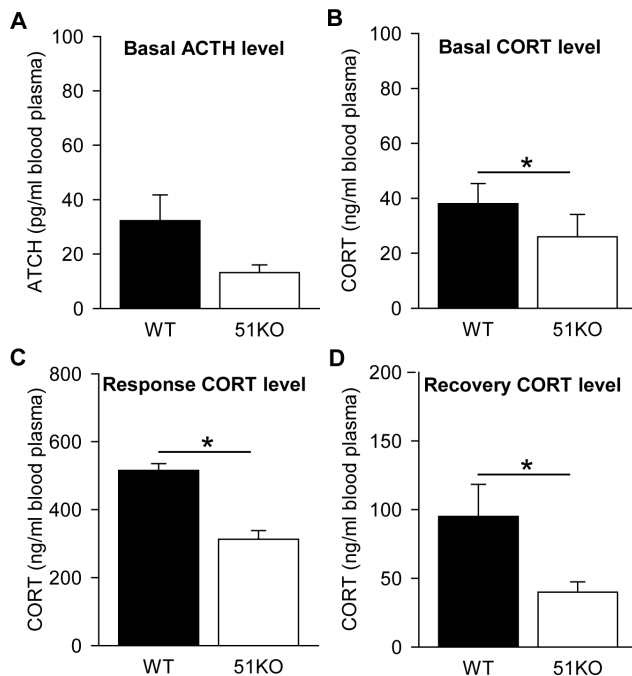 A
Basal ACTH level
ATCH (pg/ml blood plasma)
100
80
60
40
20
0
WT
51KO
B
Basal CORT level
CORT (ng/ml blood plasma)
100
80
60
40
20
0
*
WT
51KO
C
Response CORT level
CORT (ng/ml blood plasma)
800
600
400
200
0
*
WT
51KO
D
Recovery CORT level
CORT (ng/ml blood plasma)
200
150
100
50
0
*
WT
51KO